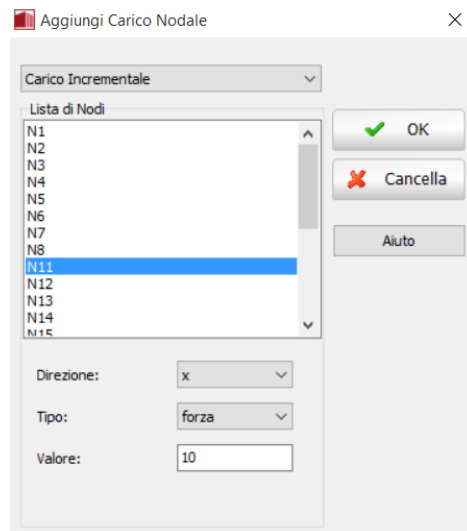 Aggiungi Carico Nodale
Carico Incrementale
Lista di Nodi
N1
N2
N3
N4
N5
N6
N7
N8
N11
N12
N13
N14
N15
OK
Cancella
Aiuto
Direzione: x
Tipo: forza
Valore: 10